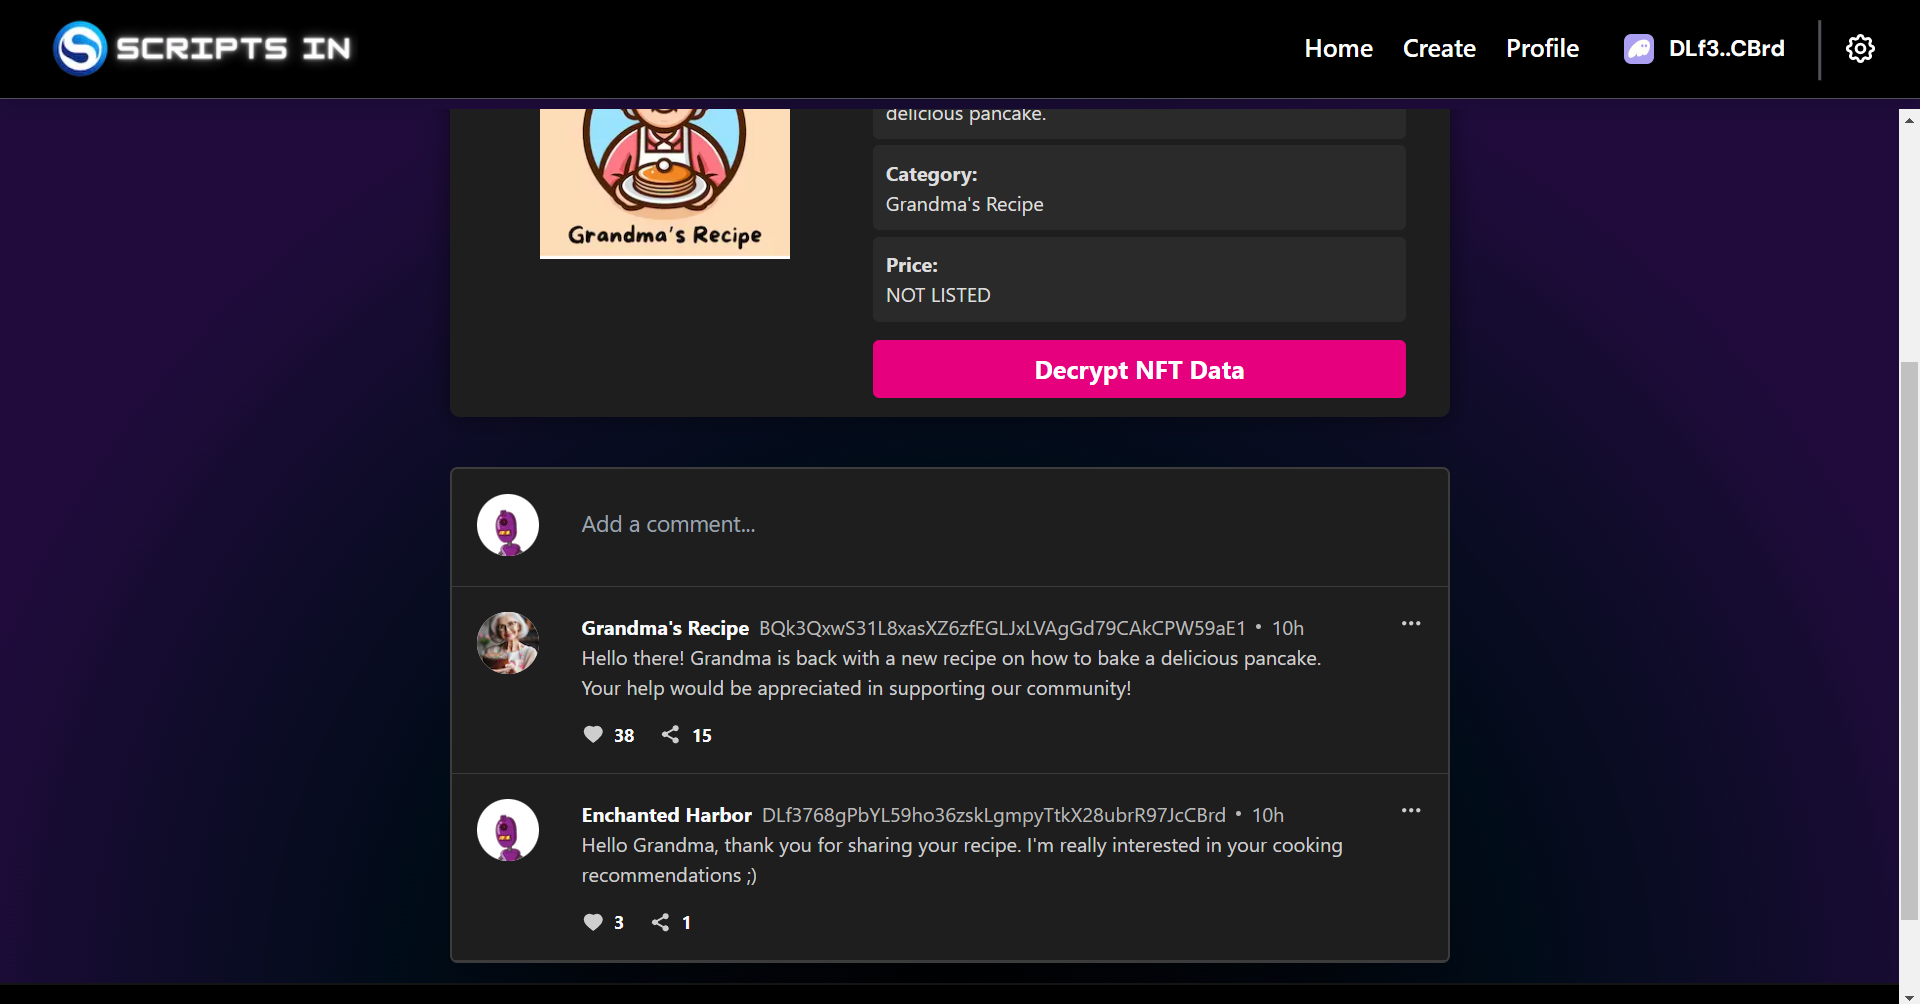 SCRIPTS IN
Home Create Profile DLf3..CBrd
delicious pancake.
Category:
Grandma's Recipe
Grandma's Recipe
Price:
NOT LISTED
Decrypt NFT Data
Add a comment...
Grandma's Recipe BQk3QxwS31L8xasXZ6zfEGLJxLVAgGd79CAkCPW59aE1 • 10h
Hello there! Grandma is back with a new recipe on how to bake a delicious pancake.
Your help would be appreciated in supporting our community!
38 15
Enchanted Harbor DLf3768gPbYL59ho36zskLgmpyTtkX28ubrR97JcCBrd • 10h
Hello Grandma, thank you for sharing your recipe. I'm really interested in your cooking
recommendations ;)
3 1